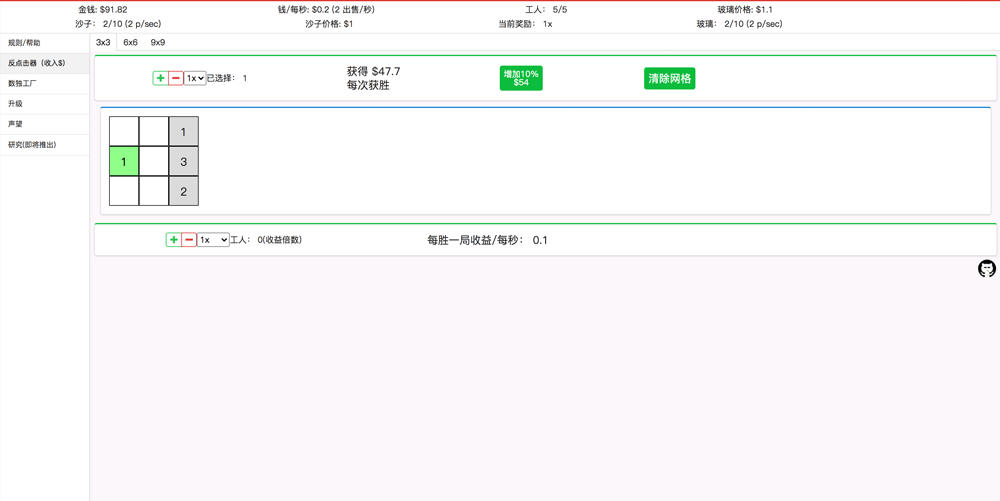 金钱: $91.82 钱/每秒: $0.2 (2 出售/秒) 工人： 5/5 玻璃价格: $1.1
沙子： 2/10 (2 p/sec) 沙子价格: $1 当前奖励： 1x 玻璃： 2/10 (2 p/sec)
规则/帮助
反点击器（收入$)
数独工厂
升级
声望
研究(即将推出)
3x3 6x6 9x9
1x 已选择： 1
获得 $47.7
每次获胜
增加10%
$54
清除网格
1
1 3
2
1x 工人： 0(收益倍数)
每胜一局收益/每秒： 0.1